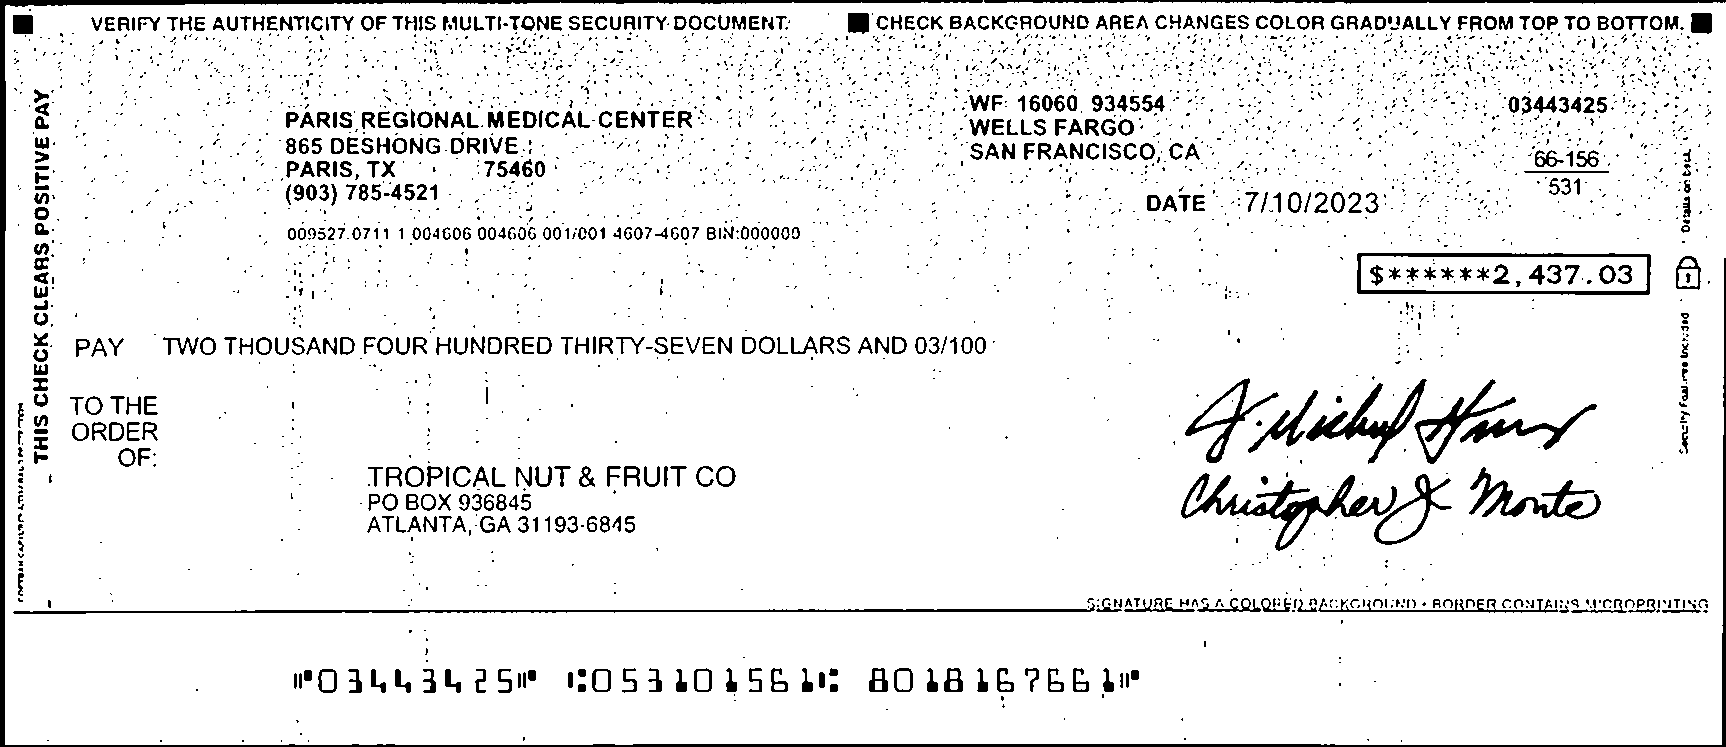 VERIFY THE AUTHENTICITY OF THIS MULTI-TONE SECURITY DOCUMENT.
CHECK BACKGROUND AREA CHANGES COLOR GRADUALLY FROM TOP TO BOTTOM.
THIS CHECK CLEARS POSITIVE PAY
PARIS REGIONAL MEDICAL CENTER
865 DESHONG DRIVE
PARIS, TX 75460
(903) 785-4521
009527.0711 1 004606 004606 001/001 4607-4607 BIN:000000
WF 16060 934554
WELLS FARGO
SAN FRANCISCO, CA
03443425
66-156
531
DATE 7/10/2023
$******2,437.03
Details on back.
Security Features Included
PAY TWO THOUSAND FOUR HUNDRED THIRTY-SEVEN DOLLARS AND 03/100
TO THE
ORDER
OF:
TROPICAL NUT & FRUIT CO
PO BOX 936845
ATLANTA, GA 31193-6845
Christopher J Monte
SIGNATURE HAS A COLORED BACKGROUND • BORDER CONTAINS MICROPRINTING
⑈03443425⑈ ⑆053101561⑆ 8018167661⑈